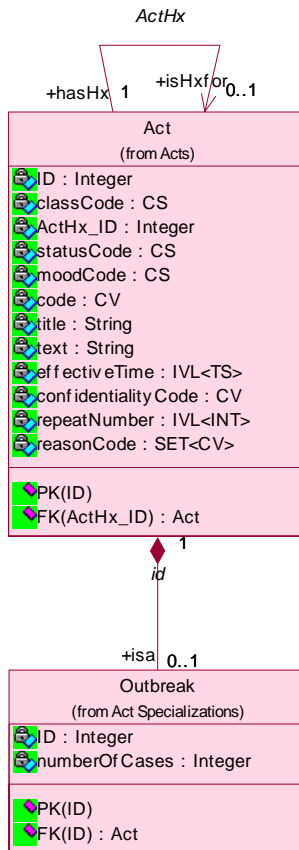 ActHx
+hasHx 1 +isHxfor 0..1
Act
(from Acts)
ID : Integer
classCode : CS
ActHx_ID : Integer
statusCode : CS
moodCode : CS
code : CV
title : String
text : String
effectiveTime : IVL<TS>
confidentialityCode : CV
repeatNumber : IVL<INT>
reasonCode : SET<CV>
PK(ID)
FK(ActHx_ID) : Act
1
id
+isa 0..1
Outbreak
(from Act Specializations)
ID : Integer
numberOfCases : Integer
PK(ID)
FK(ID) : Act